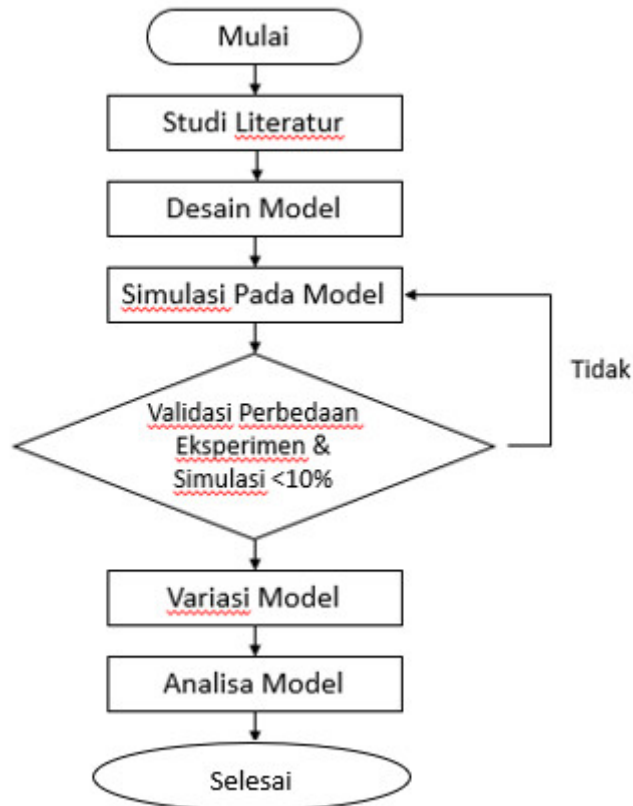 Mulai
Studi Literatur
Desain Model
Simulasi Pada Model
Tidak
Validasi Perbedaan
Eksperimen &
Simulasi <10%
Variasi Model
Analisa Model
Selesai